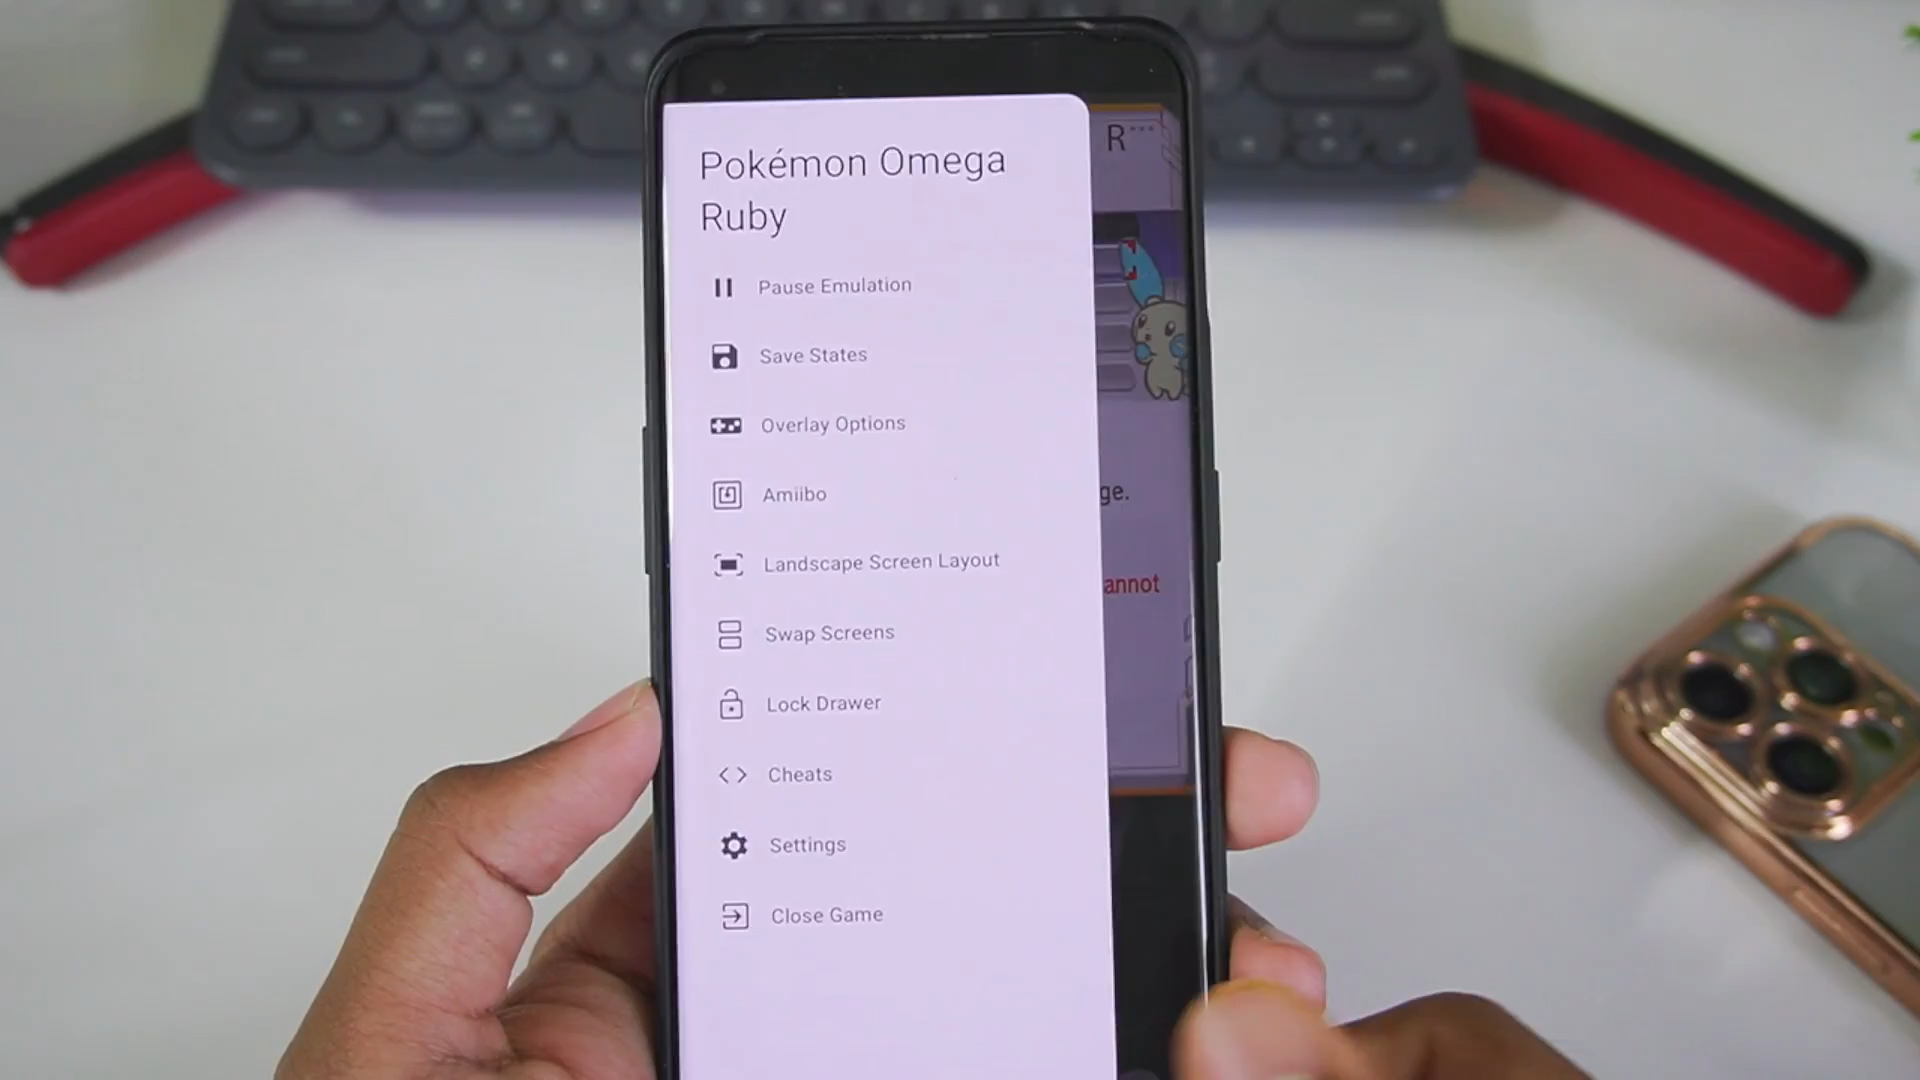 Pokémon Omega
Ruby
R...
Pause Emulation
Save States
Overlay Options
Amiibo
ge.
Landscape Screen Layout
annot
Swap Screens
Lock Drawer
Cheats
Settings
Close Game